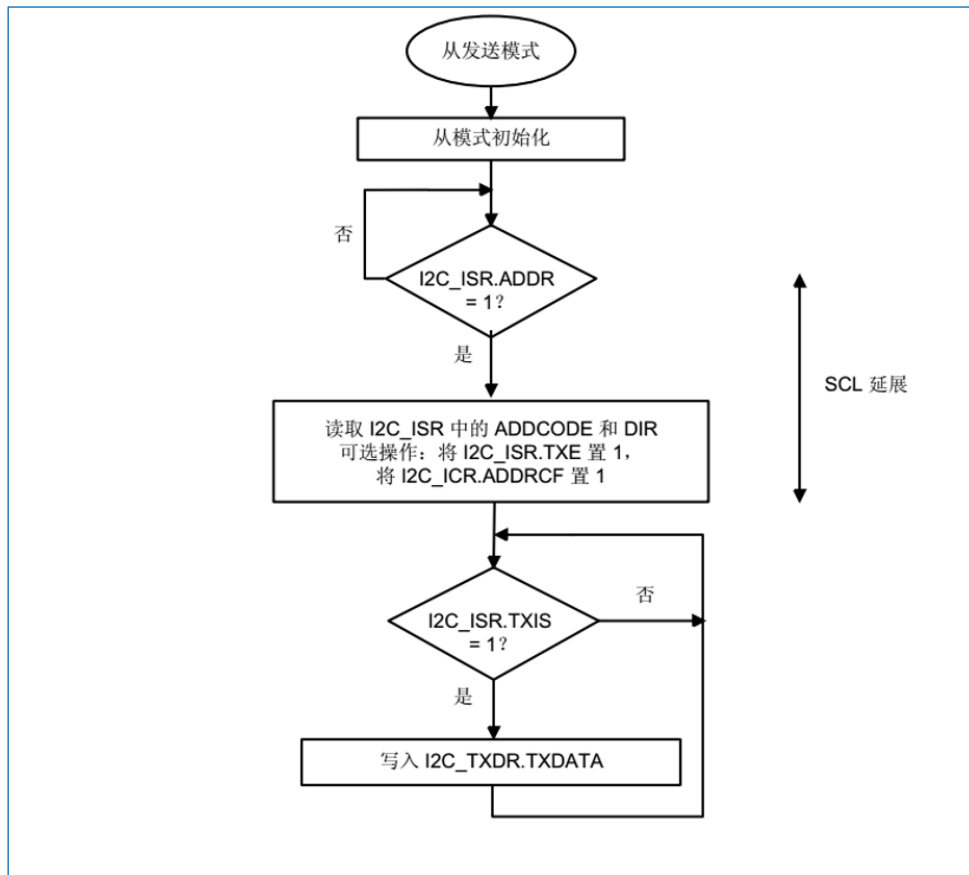 从发送模式
从模式初始化
否
I2C_ISR.ADDR
= 1?
是
SCL 延展
读取 I2C_ISR 中的 ADDCODE 和 DIR
可选操作：将 I2C_ISR.TXE 置 1，
将 I2C_ICR.ADDRCF 置 1
否
I2C_ISR.TXIS
= 1?
是
写入 I2C_TXDR.TXDATA